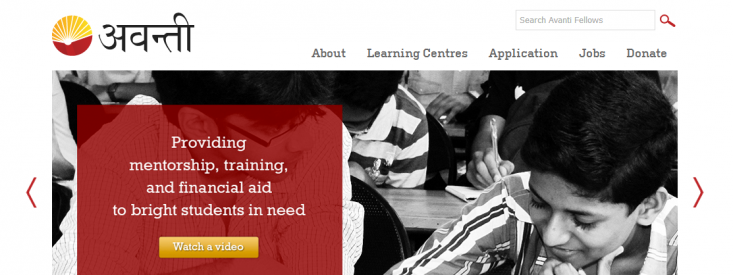 अवन्ती
Search Avanti Fellows
About Learning Centres Application Jobs Donate
Providing
mentorship, training,
and financial aid
to bright students in need
Watch a video